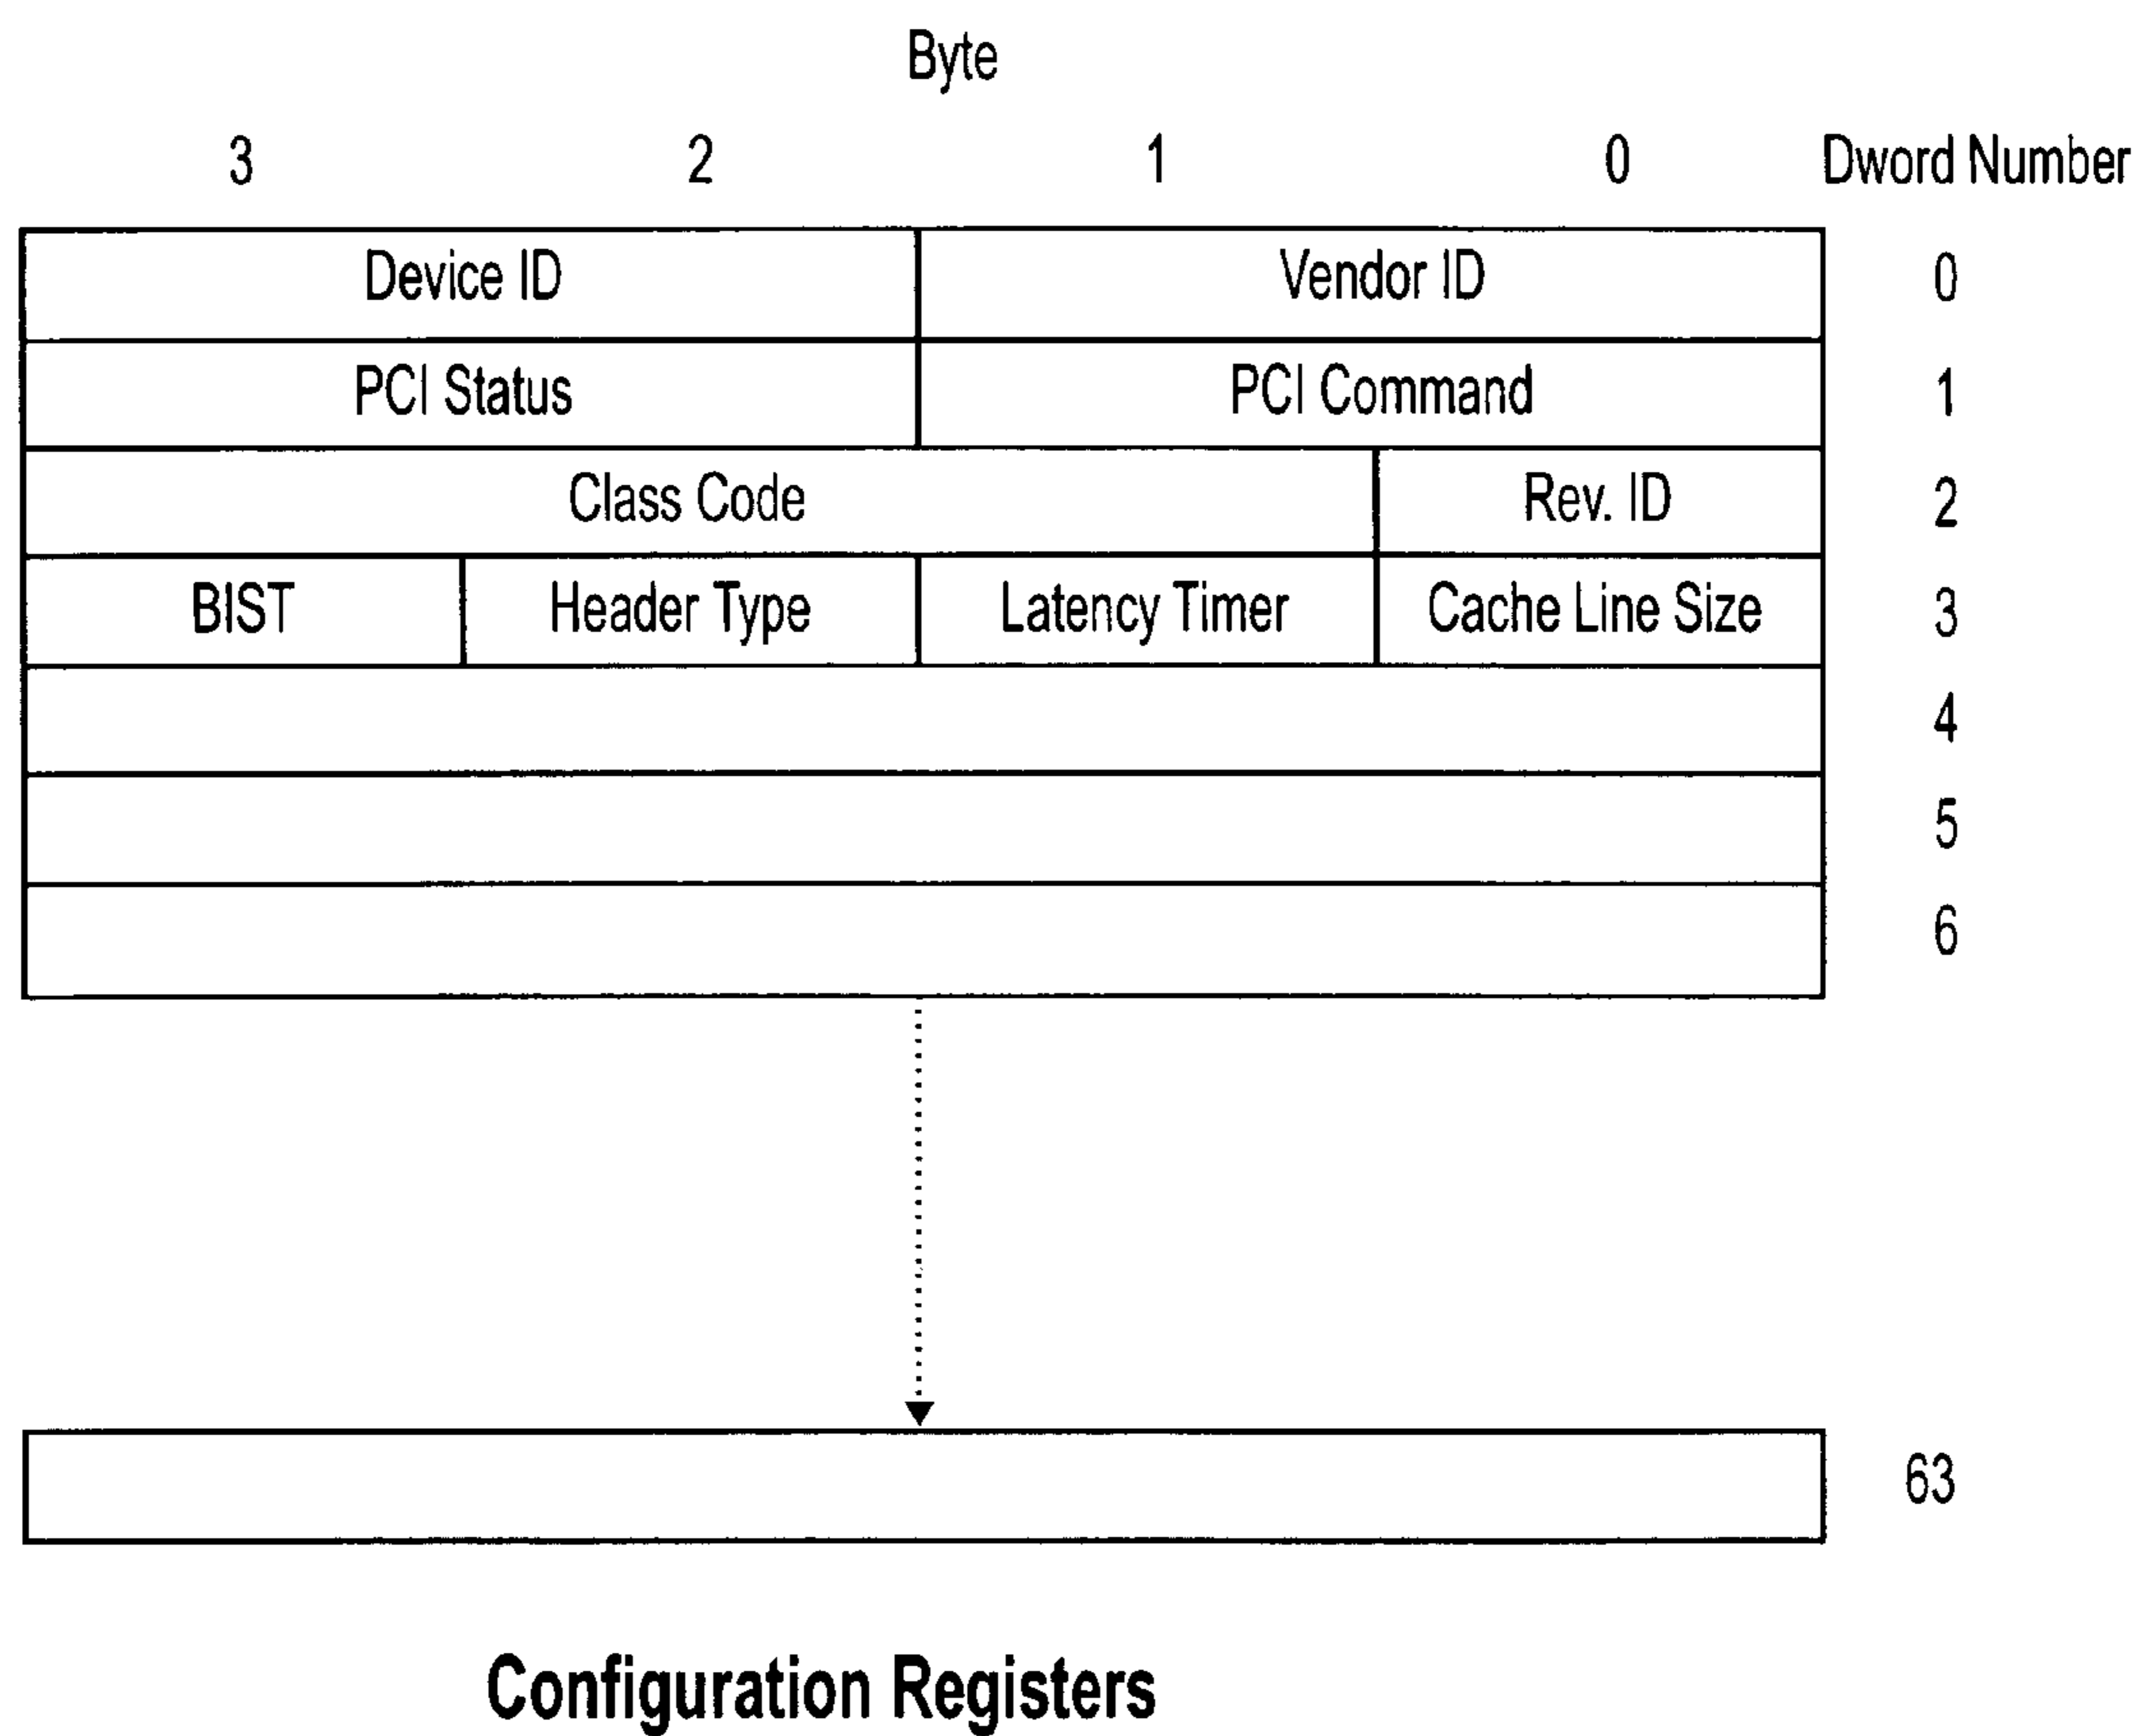 Byte
3 2 1 0 Dword Number
Device ID Vendor ID 0
PCI Status PCI Command 1
Class Code Rev. ID 2
BIST Header Type Latency Timer Cache Line Size 3
4
5
6
63
Configuration Registers